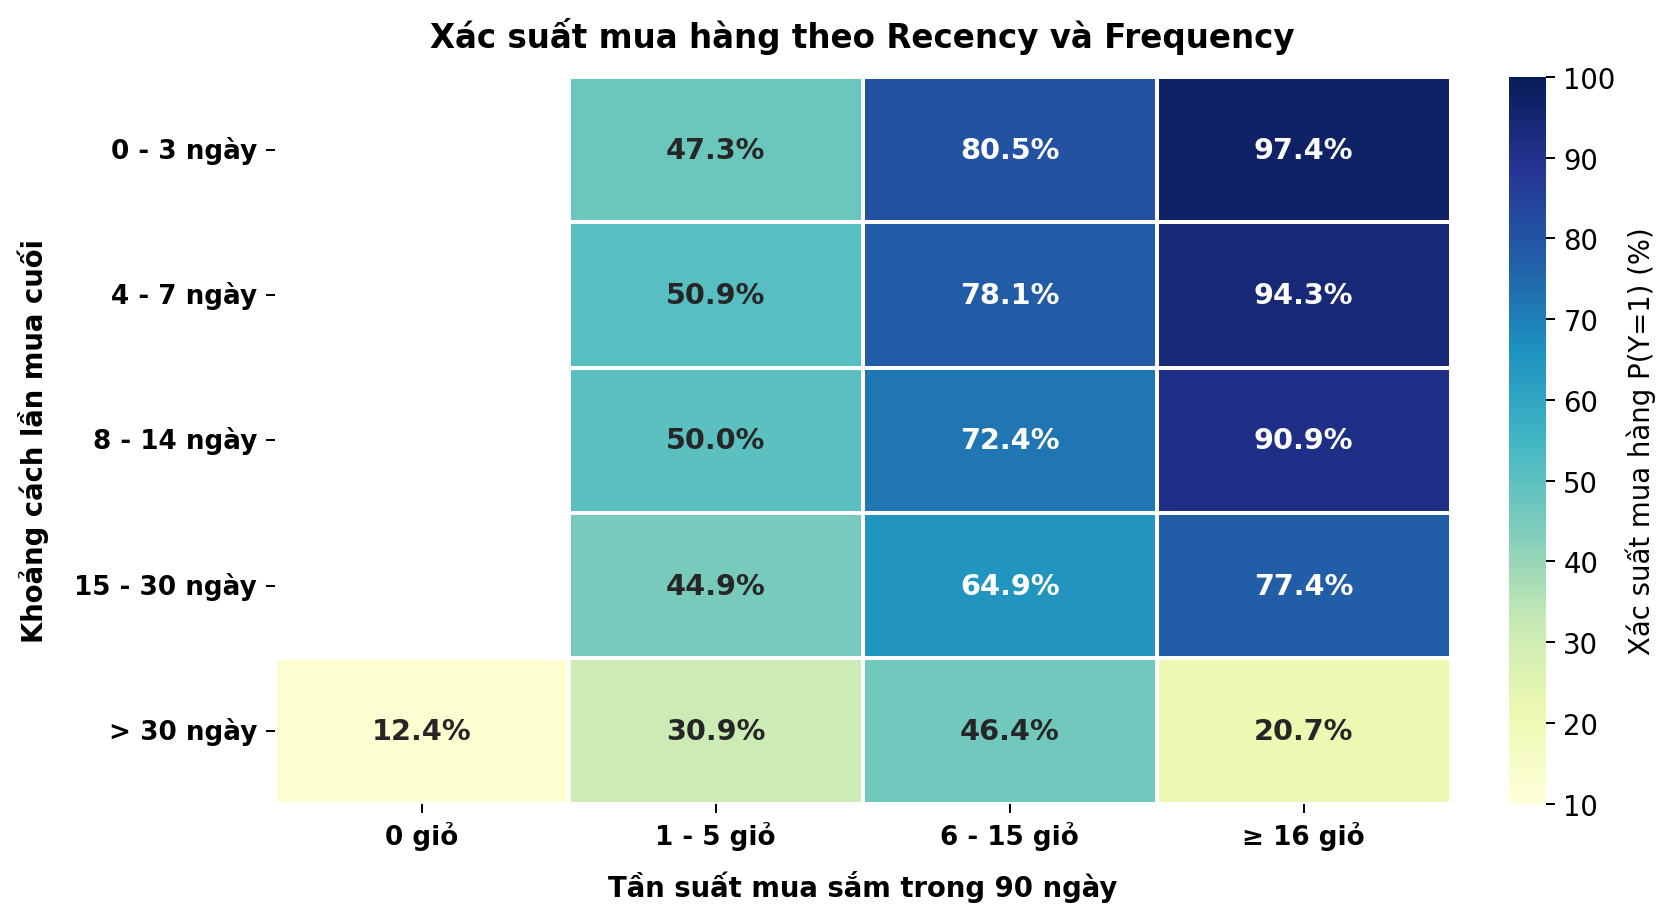 Xác suất mua hàng theo Recency và Frequency
Khoảng cách lần mua cuối
0 - 3 ngày
47.3%
80.5%
97.4%
4 - 7 ngày
50.9%
78.1%
94.3%
8 - 14 ngày
50.0%
72.4%
90.9%
15 - 30 ngày
44.9%
64.9%
77.4%
> 30 ngày
12.4%
30.9%
46.4%
20.7%
0 giỏ
1 - 5 giỏ
6 - 15 giỏ
≥ 16 giỏ
Tần suất mua sắm trong 90 ngày
100
90
80
70
60
50
40
30
20
10
Xác suất mua hàng P(Y=1) (%)